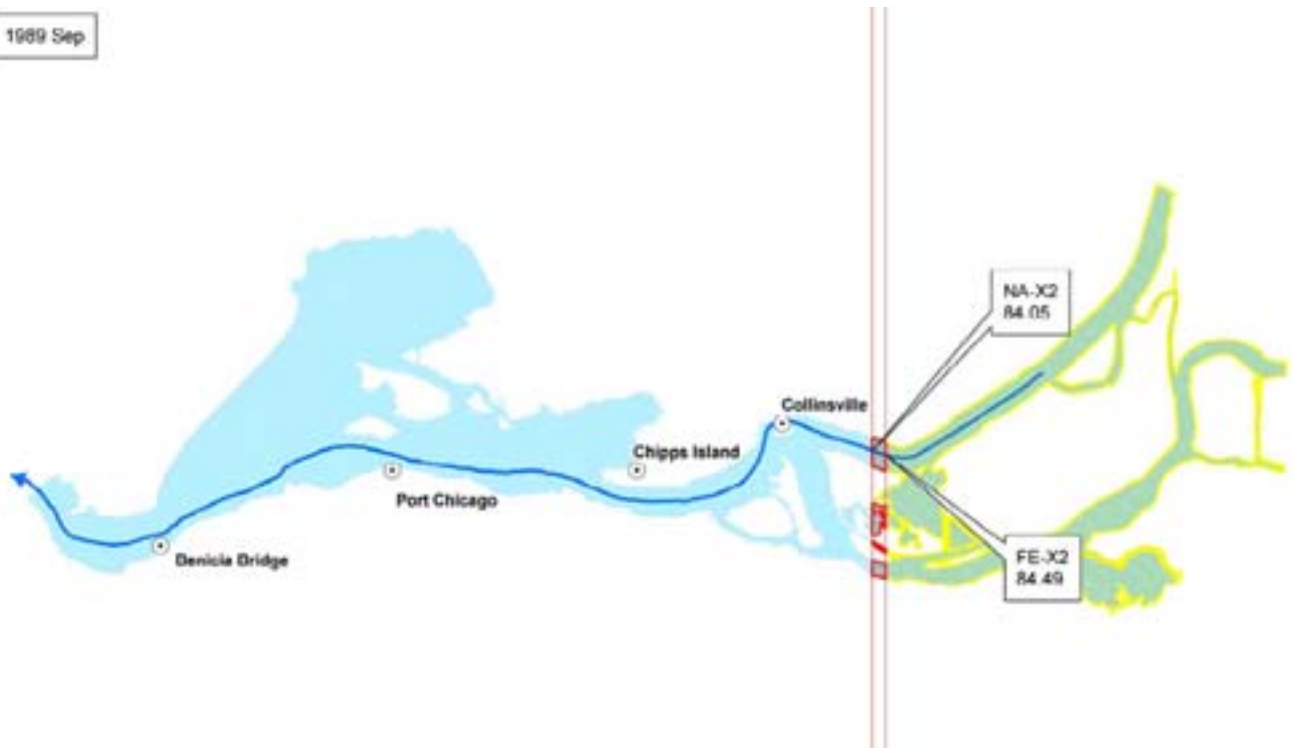 1989 Sep
NA-X2
84.05
Collinsville
Chipps Island
Port Chicago
Benicia Bridge
FE-X2
84.49